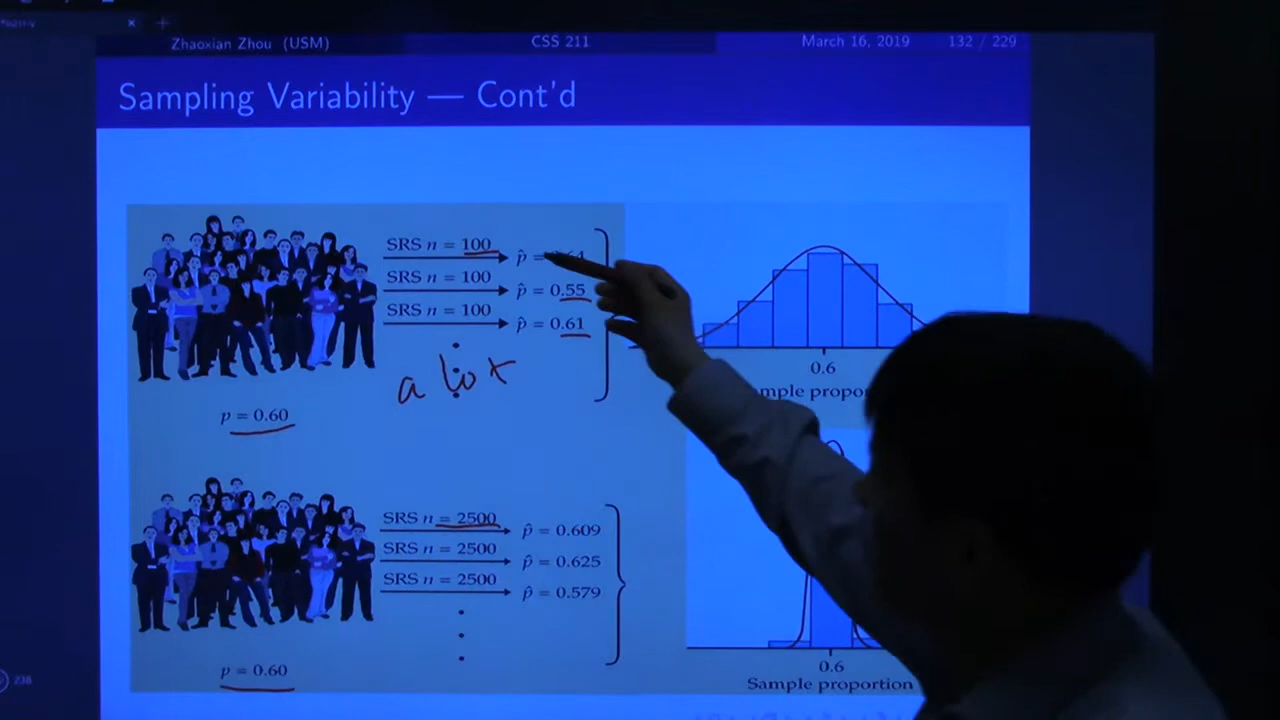 Zhaoxian Zhou (USM) CSS 211 March 16, 2019 132 / 229
Sampling Variability — Cont'd
SRS n = 100
p̂ =
SRS n = 100
p̂ = 0.55
SRS n = 100
p̂ = 0.61
a lot
p = 0.60
0.6
SRS n = 2500
p̂ = 0.609
SRS n = 2500
p̂ = 0.625
SRS n = 2500
p̂ = 0.579
p = 0.60
0.6
Sample proportion
238